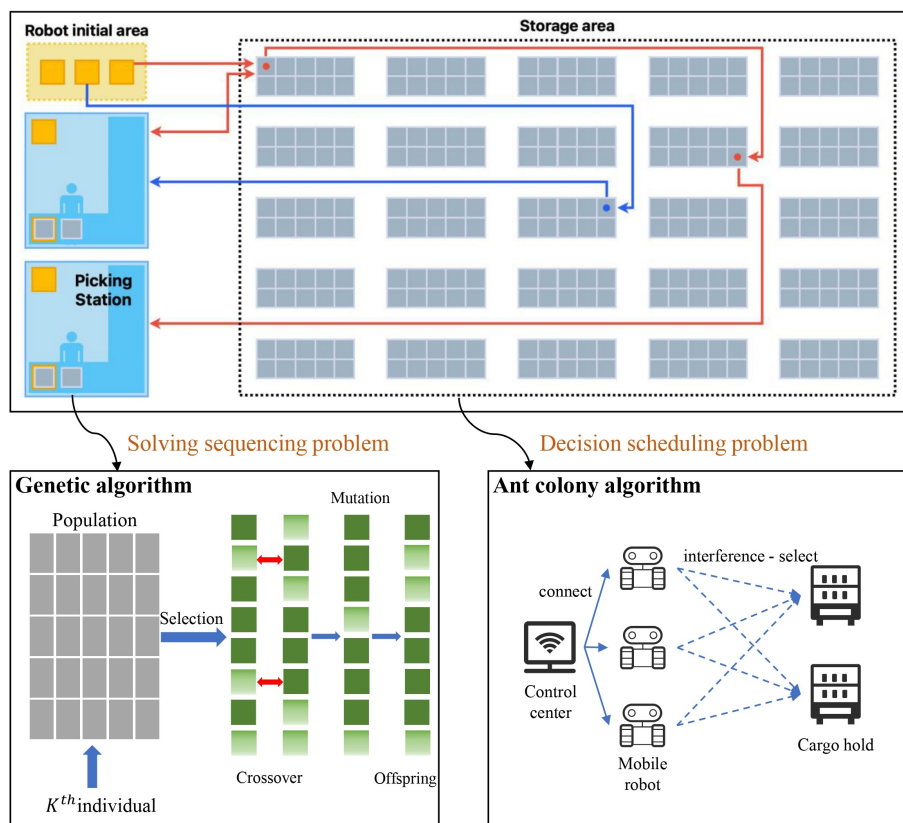 Robot initial area
Storage area
Picking
Station
Solving sequencing problem
Decision scheduling problem
Genetic algorithm
Population
Mutation
Selection
Crossover
Offspring
K^th individual
Ant colony algorithm
interference - select
connect
Control
center
Mobile
robot
Cargo hold